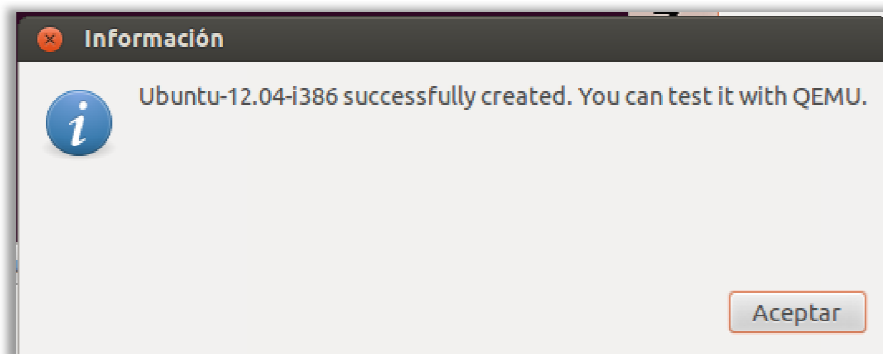 Información
Ubuntu-12.04-i386 successfully created. You can test it with QEMU.
Aceptar